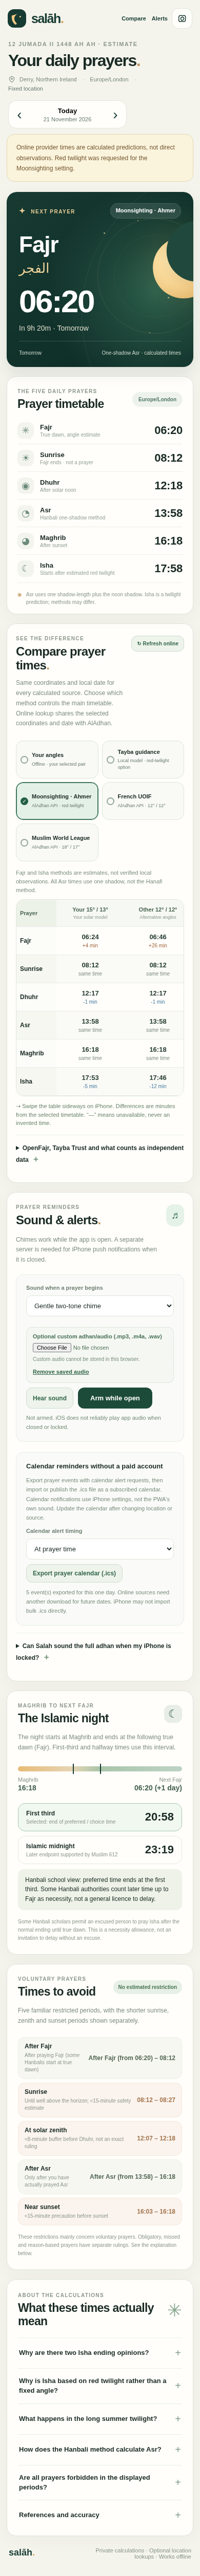 salāh.
Compare Alerts
12 JUMADA II 1448 AH AH · ESTIMATE
Your daily prayers.
Derry, Northern Ireland · Europe/London ·
Fixed location
Today
21 November 2026
Online provider times are calculated predictions, not direct
observations. Red twilight was requested for the
Moonsighting setting.
NEXT PRAYER
Moonsighting · Ahmer
Fajr
الفجر
06:20
In 9h 20m · Tomorrow
Tomorrow
One-shadow Asr · calculated times
THE FIVE DAILY PRAYERS
Prayer timetable
Europe/London
Fajr
True dawn, angle estimate
06:20
Sunrise
Fajr ends · not a prayer
08:12
Dhuhr
After solar noon
12:18
Asr
Hanbali one-shadow method
13:58
Maghrib
After sunset
16:18
Isha
Starts after estimated red twilight
17:58
Asr uses one shadow-length plus the noon shadow. Isha is a twilight
prediction; methods may differ.
SEE THE DIFFERENCE
Compare prayer
times.
↻ Refresh online
Same coordinates and local date for
every calculated source. Choose which
method controls the main timetable.
Online lookup shares the selected
coordinates and date with AlAdhan.
Your angles
Offline · your selected pair
Tayba guidance
Local model · red-twilight
option
Moonsighting · Ahmer
AlAdhan API · red twilight
French UOIF
AlAdhan API · 12° / 12°
Muslim World League
AlAdhan API · 18° / 17°
Fajr and Isha methods are estimates, not verified local
observations. All Asr times use one shadow, not the Hanafi
method.
Prayer
Your 15° / 13°
Your solar model
Other 12° / 12°
Alternative angles
Fajr
06:24
+4 min
06:46
+26 min
Sunrise
08:12
same time
08:12
same time
Dhuhr
12:17
-1 min
12:17
-1 min
Asr
13:58
same time
13:58
same time
Maghrib
16:18
same time
16:18
same time
Isha
17:53
-5 min
17:46
-12 min
→ Swipe the table sideways on iPhone. Differences are minutes
from the selected timetable. '—' means unavailable, never an
invented time.
OpenFajr, Tayba Trust and what counts as independent
data +
PRAYER REMINDERS
Sound & alerts.
Chimes work while the app is open. A separate
server is needed for iPhone push notifications when
it is closed.
Sound when a prayer begins
Gentle two-tone chime
Optional custom adhan/audio (.mp3, .m4a, .wav)
Choose File No file chosen
Custom audio cannot be stored in this browser.
Remove saved audio
Hear sound
Arm while open
Not armed. iOS does not reliably play audio after app
closed or locked.
Calendar reminders without a paid account
Export prayer events with calendar alert requests, then
import or publish the .ics file as a subscribed calendar.
Calendar notifications use iPhone settings, not the PWA's
own sound. Update the calendar after changing location or
source.
Calendar alert timing
At prayer time
Export prayer calendar (.ics)
5 event(s) exported for this day. Online sources need
another download for future dates. iPhone may not import
bulk .ics directly.
Can Salah sound the full adhan when my iPhone is
locked? +
MAGHRIB TO NEXT FAJR
The Islamic night
The night starts at Maghrib and ends at the following true
dawn (Fajr). First-third and halfway times use this interval.
Maghrib
16:18
Next Fajr
06:20 (+1 day)
First third
Selected: end of preferred / choice time
20:58
Islamic midnight
Later endpoint supported by Muslim 612
23:19
Hanbali school view: preferred time ends at the first
third. Some Hanbali authorities count later time up to
Fajr as necessity, not a general licence to delay.
Some Hanbali scholars permit an excused person to pray Isha after the
normal ending until true dawn. This is a necessity allowance, not an
invitation to delay without an excuse.
VOLUNTARY PRAYERS
Times to avoid
No estimated restriction
Five familiar restricted periods, with the shorter sunrise,
zenith and sunset periods shown separately.
After Fajr
After praying Fajr (some
Hanbalis start at true
dawn)
After Fajr (from 06:20) – 08:12
Sunrise
Until well above the horizon; ≈15-minute safety
estimate
08:12 – 08:27
At solar zenith
≈6-minute buffer before Dhuhr, not an exact
ruling
12:07 – 12:18
After Asr
Only after you have
actually prayed Asr
After Asr (from 13:58) – 16:18
Near sunset
≈15-minute precaution before sunset
16:03 – 16:18
These restrictions mainly concern voluntary prayers. Obligatory, missed
and reason-based prayers have separate rulings. See the explanation
below.
ABOUT THE CALCULATIONS
What these times actually
mean
Why are there two Isha ending opinions? +
Why is Isha based on red twilight rather than a
fixed angle? +
What happens in the long summer twilight? +
How does the Hanbali method calculate Asr? +
Are all prayers forbidden in the displayed
periods? +
References and accuracy +
salāh.
Private calculations · Optional location
lookups · Works offline